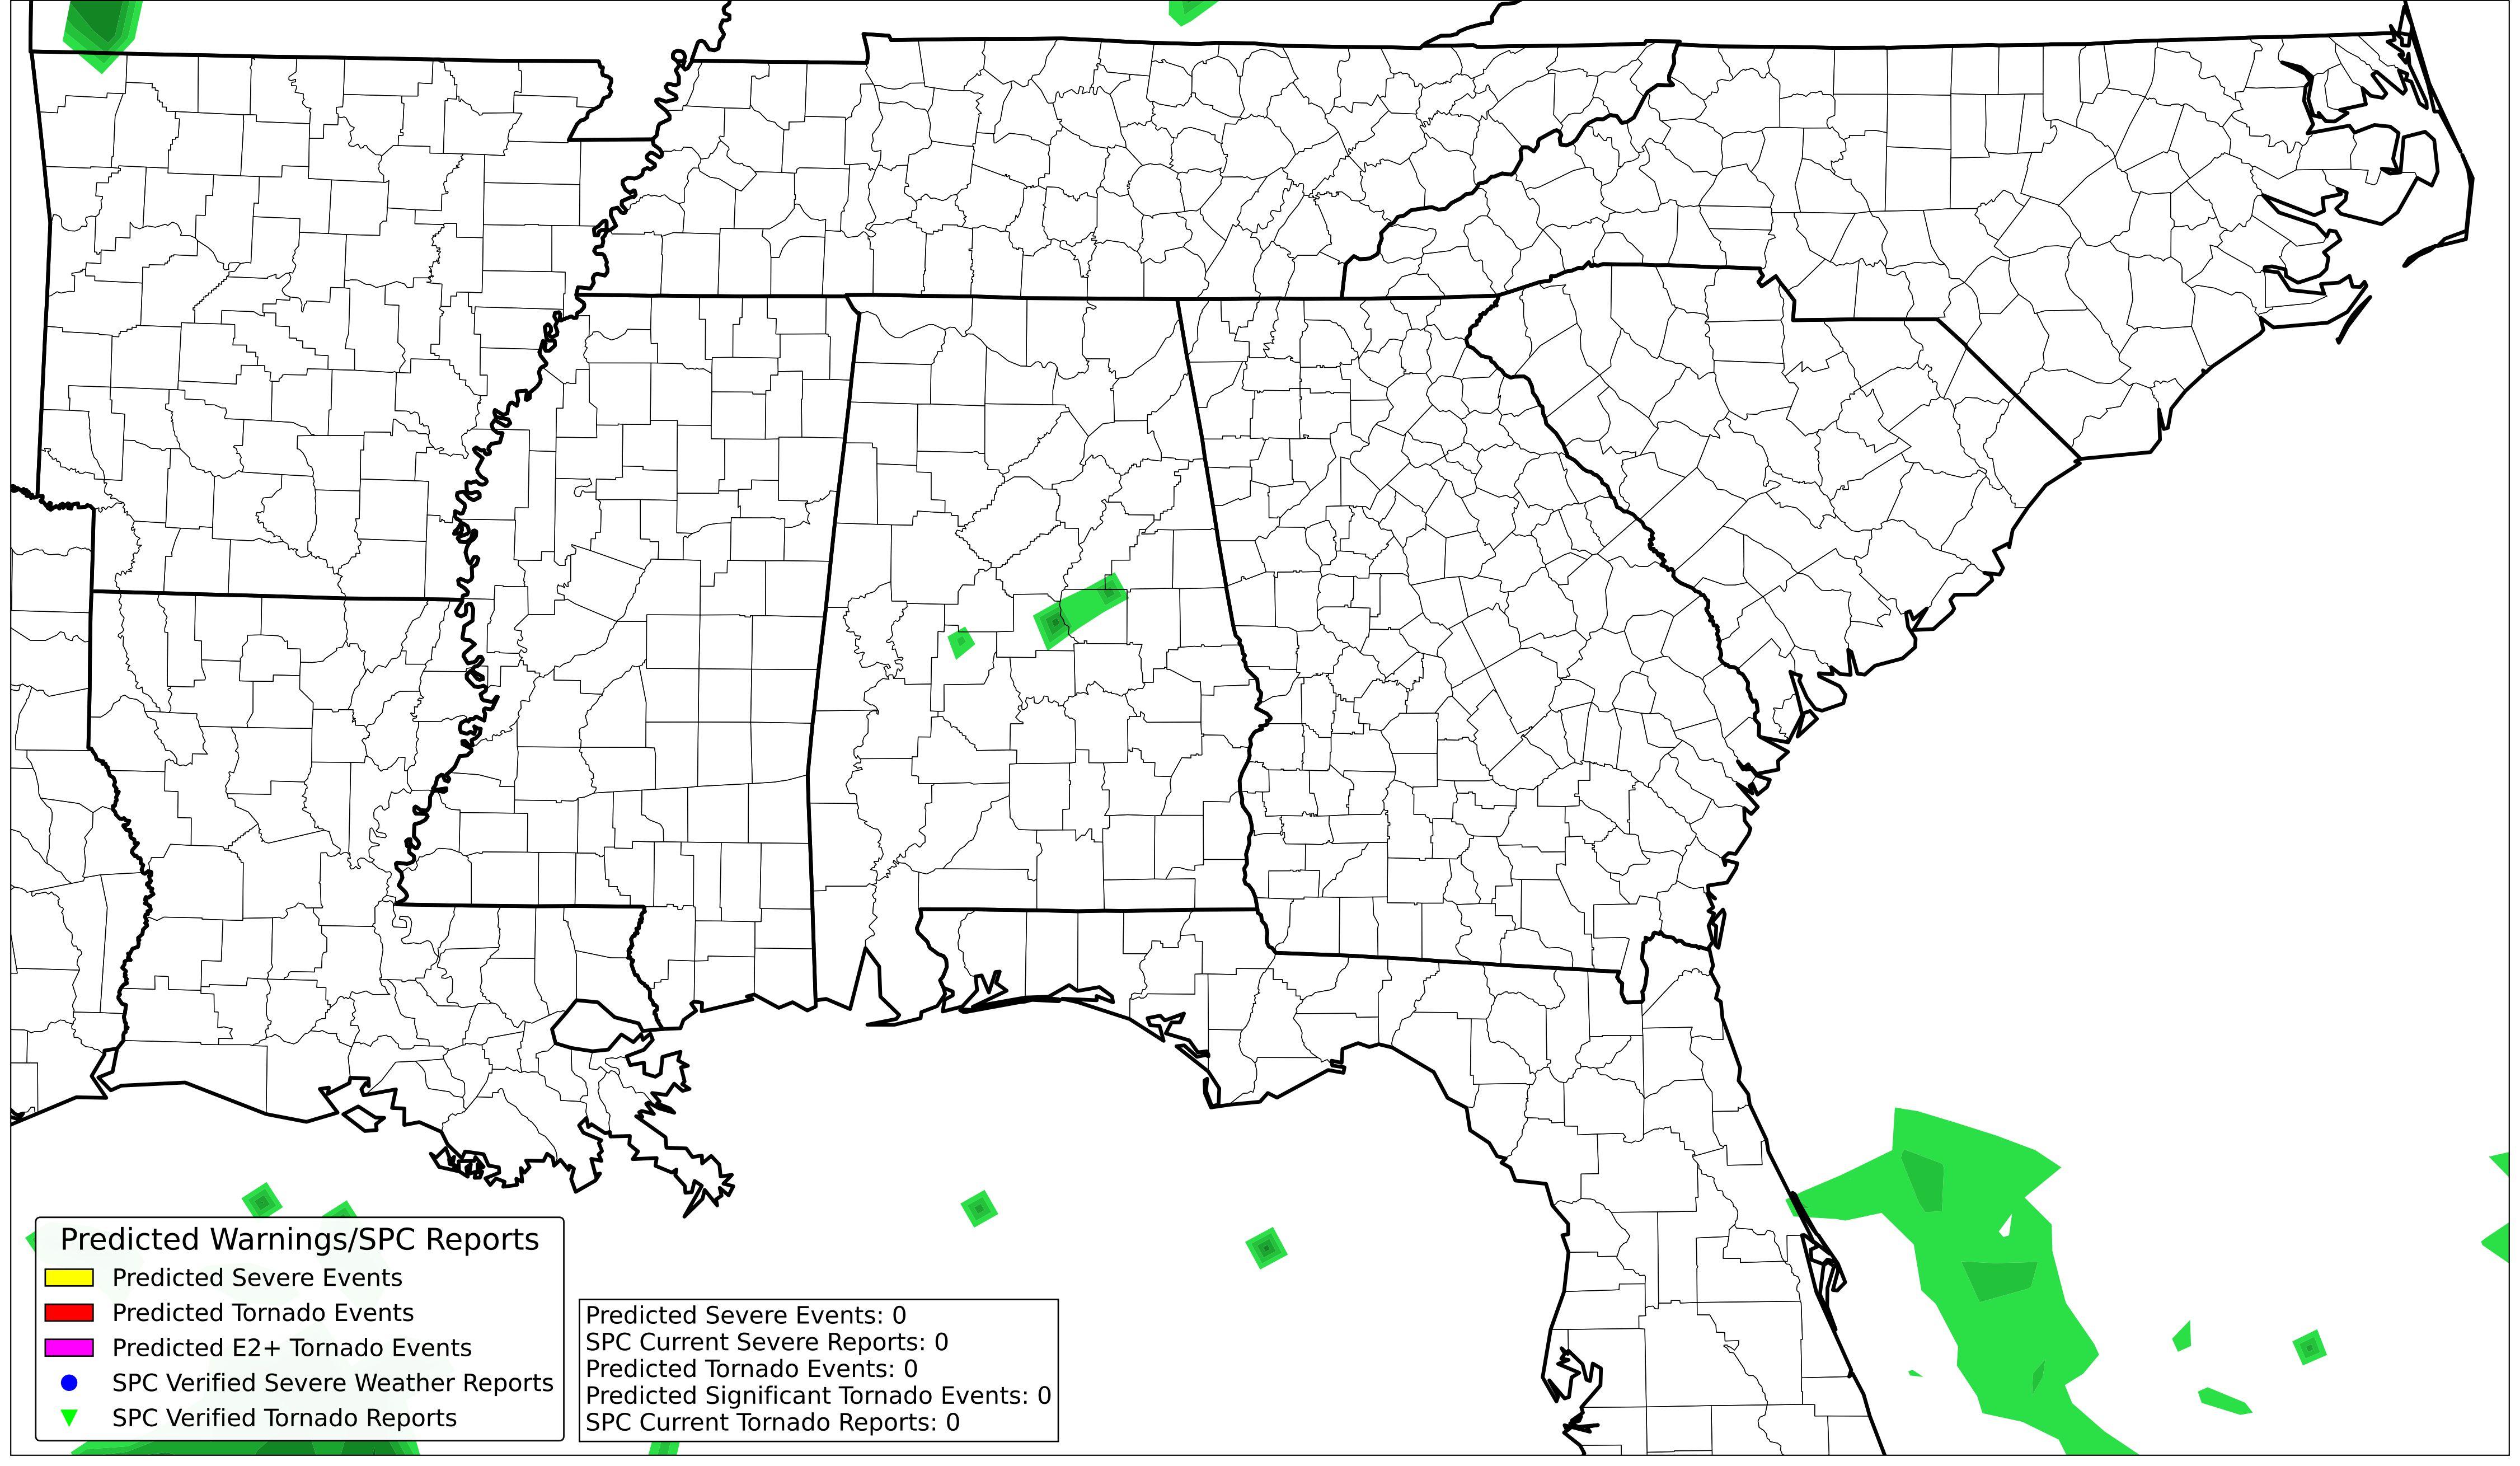 Predicted Warnings/SPC Reports
Predicted Severe Events
Predicted Tornado Events
Predicted E2+ Tornado Events
SPC Verified Severe Weather Reports
SPC Verified Tornado Reports
Predicted Severe Events: 0
SPC Current Severe Reports: 0
Predicted Tornado Events: 0
Predicted Significant Tornado Events: 0
SPC Current Tornado Reports: 0